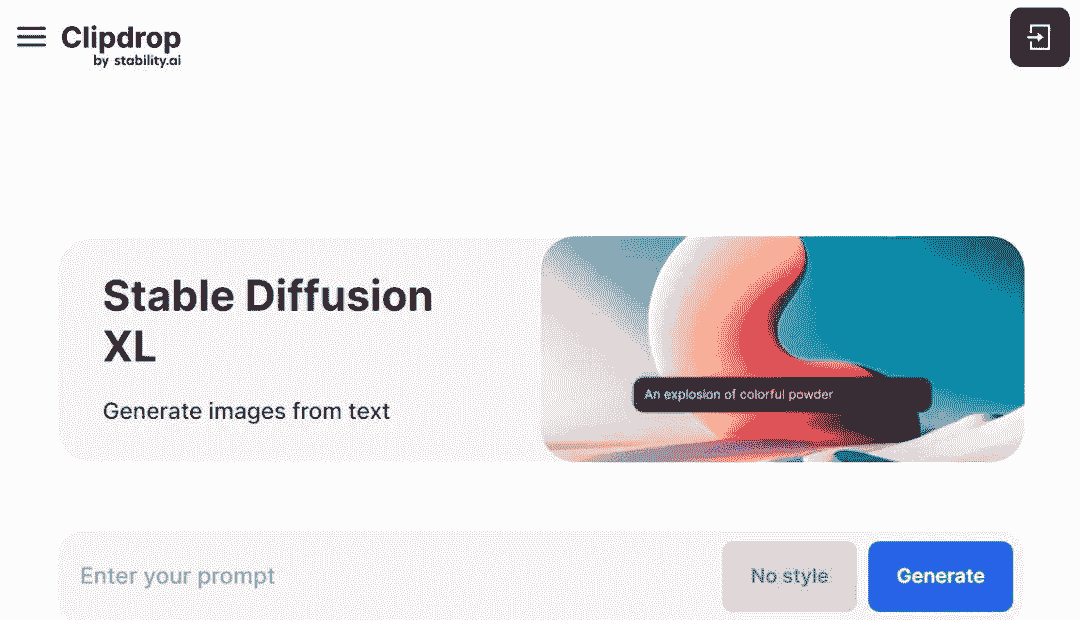 Clipdrop
by stability.ai
Stable Diffusion
XL
Generate images from text
An explosion of colorful powder
Enter your prompt
No style
Generate